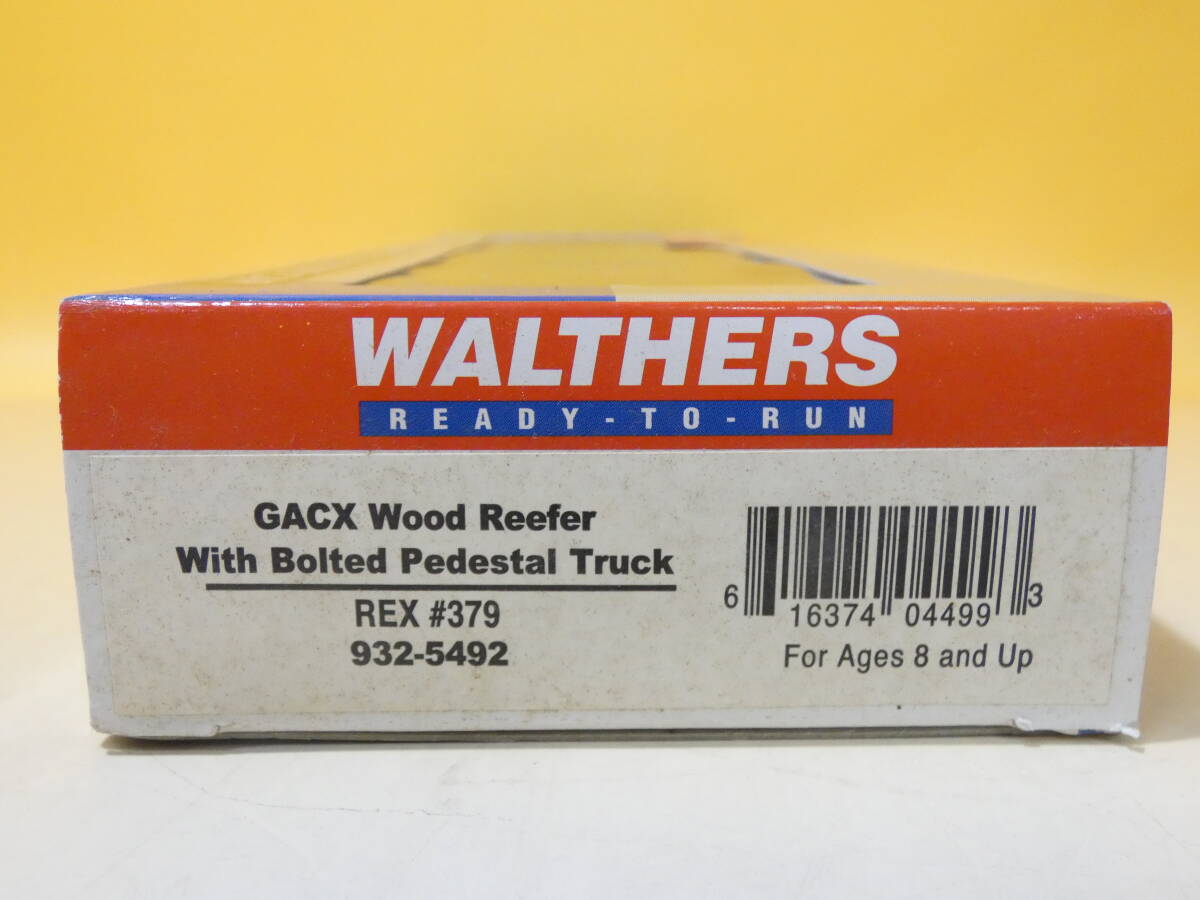 WALTHERS
READY-TO-RUN
GACX Wood Reefer
With Bolted Pedestal Truck
REX #379
932-5492
6 16374 04499 3
For Ages 8 and Up